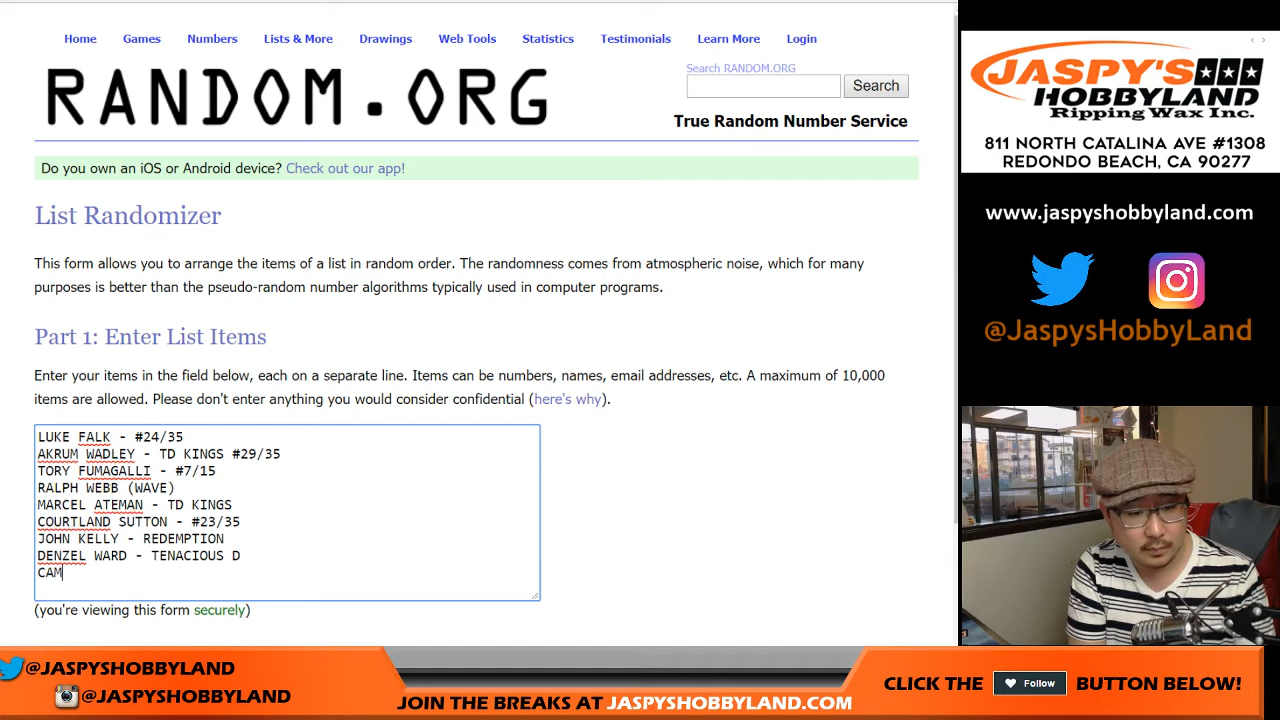 Home Games Numbers Lists & More Drawings Web Tools Statistics Testimonials Learn More Login
RANDOM.ORG
Search RANDOM.ORG
Search
True Random Number Service
Do you own an iOS or Android device? Check out our app!
List Randomizer
This form allows you to arrange the items of a list in random order. The randomness comes from atmospheric noise, which for many
purposes is better than the pseudo-random number algorithms typically used in computer programs.
Part 1: Enter List Items
Enter your items in the field below, each on a separate line. Items can be numbers, names, email addresses, etc. A maximum of 10,000
items are allowed. Please don't enter anything you would consider confidential (here's why).
LUKE FALK - #24/35
AKRUM WADLEY - TD KINGS #29/35
TORY FUMAGALLI - #7/15
RALPH WEBB (WAVE)
MARCEL ATEMAN - TD KINGS
COURTLAND SUTTON - #23/35
JOHN KELLY - REDEMPTION
DENZEL WARD - TENACIOUS D
CAM
(you're viewing this form securely)
JASPY'S
HOBBYLAND
Ripping Wax Inc.
811 NORTH CATALINA AVE #1308
REDONDO BEACH, CA 90277
www.jaspyshobbyland.com
@JaspysHobbyLand
@JASPYSHOBBYLAND
@JASPYSHOBBYLAND
JOIN THE BREAKS AT JASPYSHOBBYLAND.COM
CLICK THE Follow BUTTON BELOW!